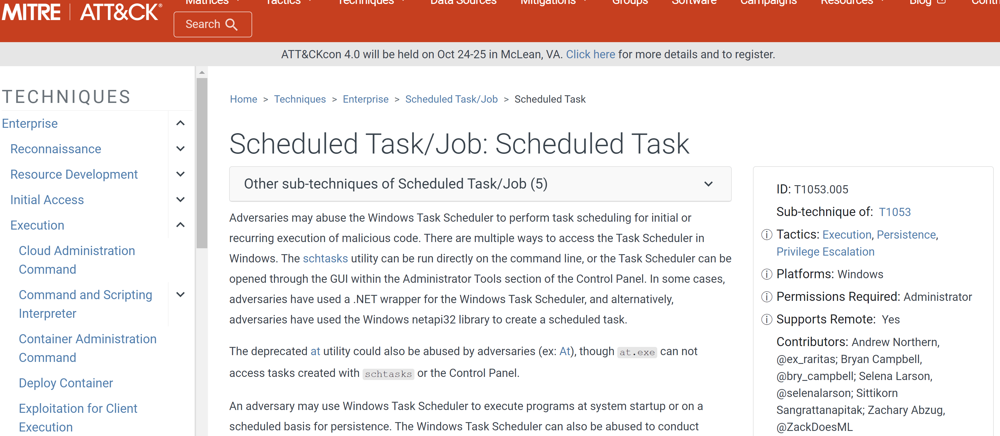 Matrices Tactics Techniques Data Sources Mitigations Groups Software Campaigns Resources Blog
MITRE | ATT&CK®
Search
ATT&CKcon 4.0 will be held on Oct 24-25 in McLean, VA. Click here for more details and to register.
TECHNIQUES
Enterprise
Reconnaissance
Resource Development
Initial Access
Execution
Cloud Administration
Command
Command and Scripting
Interpreter
Container Administration
Command
Deploy Container
Exploitation for Client
Execution
Home > Techniques > Enterprise > Scheduled Task/Job > Scheduled Task
Scheduled Task/Job: Scheduled Task
Other sub-techniques of Scheduled Task/Job (5)
Adversaries may abuse the Windows Task Scheduler to perform task scheduling for initial or
recurring execution of malicious code. There are multiple ways to access the Task Scheduler in
Windows. The schtasks utility can be run directly on the command line, or the Task Scheduler can be
opened through the GUI within the Administrator Tools section of the Control Panel. In some cases,
adversaries have used a .NET wrapper for the Windows Task Scheduler, and alternatively,
adversaries have used the Windows netapi32 library to create a scheduled task.
The deprecated at utility could also be abused by adversaries (ex: At), though at.exe can not
access tasks created with schtasks or the Control Panel.
An adversary may use Windows Task Scheduler to execute programs at system startup or on a
scheduled basis for persistence. The Windows Task Scheduler can also be abused to conduct
ID: T1053.005
Sub-technique of: T1053
Tactics: Execution, Persistence,
Privilege Escalation
Platforms: Windows
Permissions Required: Administrator
Supports Remote: Yes
Contributors: Andrew Northern,
@ex_raritas; Bryan Campbell,
@bry_campbell; Selena Larson,
@selenalarson; Sittikorn
Sangrattanapitak; Zachary Abzug,
@ZackDoesML